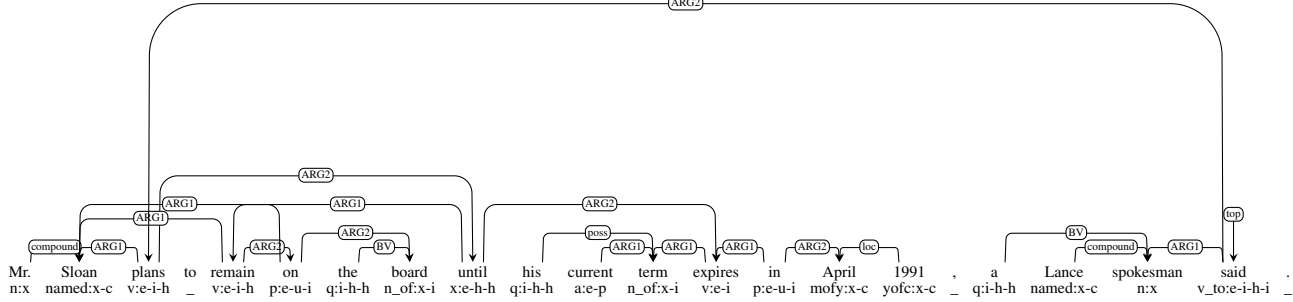 ARG2
ARG2
ARG1 ARG1 ARG2
ARG1 top
ARG2 poss BV
compound ARG1 ARG2 BV ARG1 ARG1 ARG1 ARG2 loc compound ARG1
Mr. Sloan plans to remain on the board until his current term expires in April 1991 , a Lance spokesman said .
n:x named:x-c v:e-i-h _ v:e-i-h p:e-u-i q:i-h-h n_of:x-i x:e-h-h q:i-h-h a:e-p n_of:x-i v:e-i p:e-u-i mofy:x-c yofc:x-c _ q:i-h-h named:x-c n:x v_to:e-i-h-i _